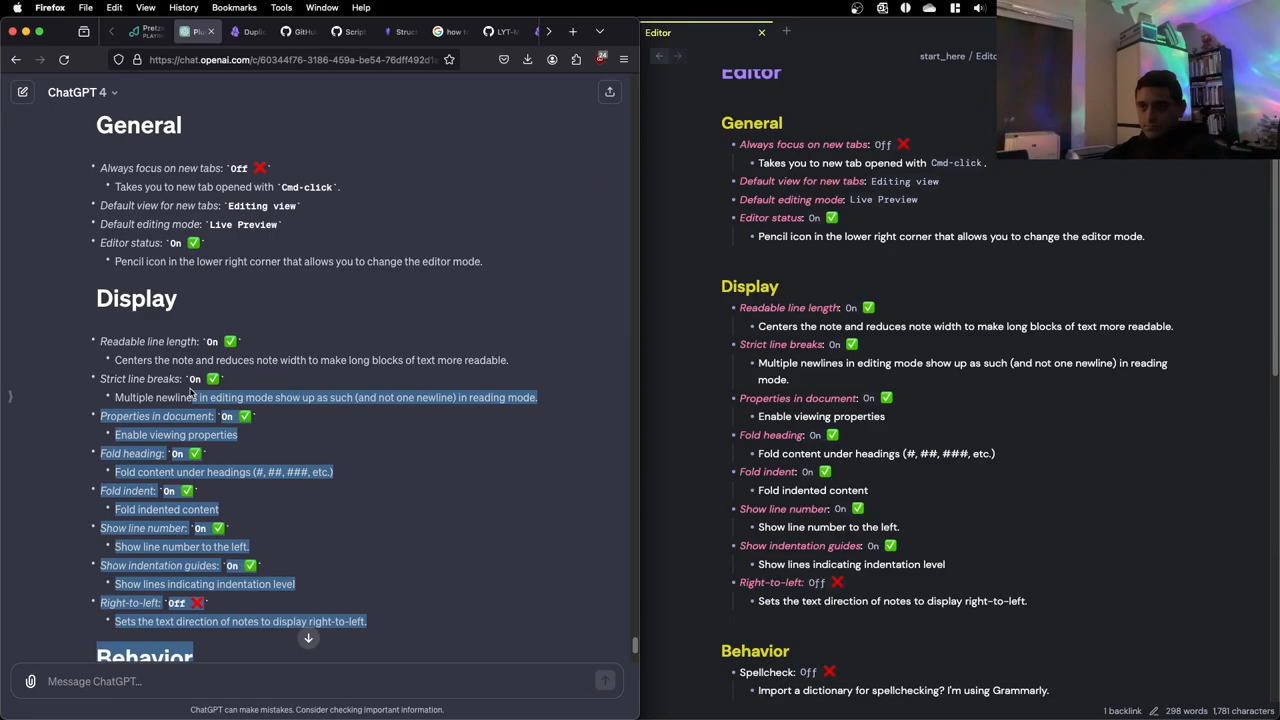 Firefox File Edit View History Bookmarks Tools Window Help
Pretz
PLAYIN
Plu
Duplic
GitHU
Script
Struct
how to
LYT-M
https://chat.openai.com/c/60344f76-3186-459a-be54-76dff492d1
24
ChatGPT 4
General
Always focus on new tabs: `Off ❌`
Takes you to new tab opened with `Cmd-click`.
Default view for new tabs: `Editing view`
Default editing mode: `Live Preview`
Editor status: `On ✅`
Pencil icon in the lower right corner that allows you to change the editor mode.
Display
Readable line length: `On ✅`
Centers the note and reduces note width to make long blocks of text more readable.
Strict line breaks: `On ✅`
Multiple newlines in editing mode show up as such (and not one newline) in reading mode.
Properties in document: `On ✅`
Enable viewing properties
Fold heading: `On ✅`
Fold content under headings (#, ##, ###, etc.)
Fold indent: `On ✅`
Fold indented content
Show line number: `On ✅`
Show line number to the left.
Show indentation guides: `On ✅`
Show lines indicating indentation level
Right-to-left: `Off ❌`
Sets the text direction of notes to display right-to-left.
Behavior
Message ChatGPT...
ChatGPT can make mistakes. Consider checking important information.
Editor
start_here / Edito
Editor
General
Always focus on new tabs: Off ❌
Takes you to new tab opened with Cmd-click.
Default view for new tabs: Editing view
Default editing mode: Live Preview
Editor status: On ✅
Pencil icon in the lower right corner that allows you to change the editor mode.
Display
Readable line length: On ✅
Centers the note and reduces note width to make long blocks of text more readable.
Strict line breaks: On ✅
Multiple newlines in editing mode show up as such (and not one newline) in reading
mode.
Properties in document: On ✅
Enable viewing properties
Fold heading: On ✅
Fold content under headings (#, ##, ###, etc.)
Fold indent: On ✅
Fold indented content
Show line number: On ✅
Show line number to the left.
Show indentation guides: On ✅
Show lines indicating indentation level
Right-to-left: Off ❌
Sets the text direction of notes to display right-to-left.
Behavior
Spellcheck: Off ❌
Import a dictionary for spellchecking? I'm using Grammarly.
1 backlink 298 words 1,781 characters